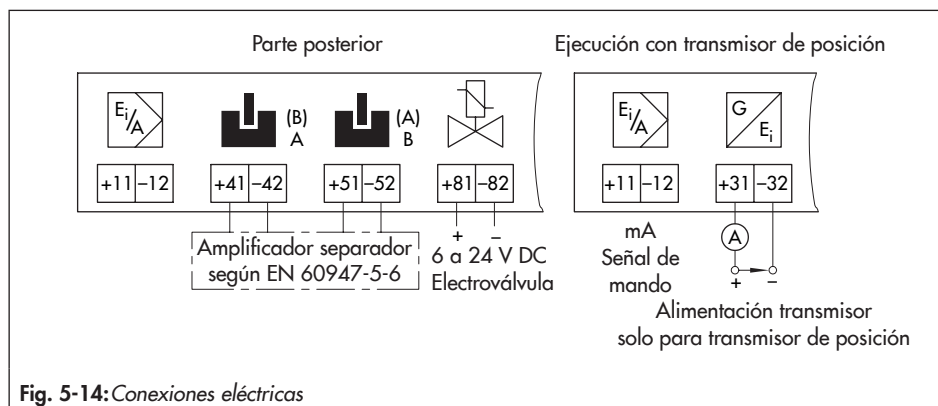 Parte posterior
Ejecución con transmisor de posición
Ei/A
(B)
A
(A)
B
Ei/A
G
Ei
+11 –12
+41 –42
+51 –52
+81 –82
+11 –12
+31 –32
Amplificador separador
según EN 60947-5-6
+ –
6 a 24 V DC
Electroválvula
mA
Señal de
mando
A
+ –
Alimentación transmisor
solo para transmisor de posición
Fig. 5-14: Conexiones eléctricas